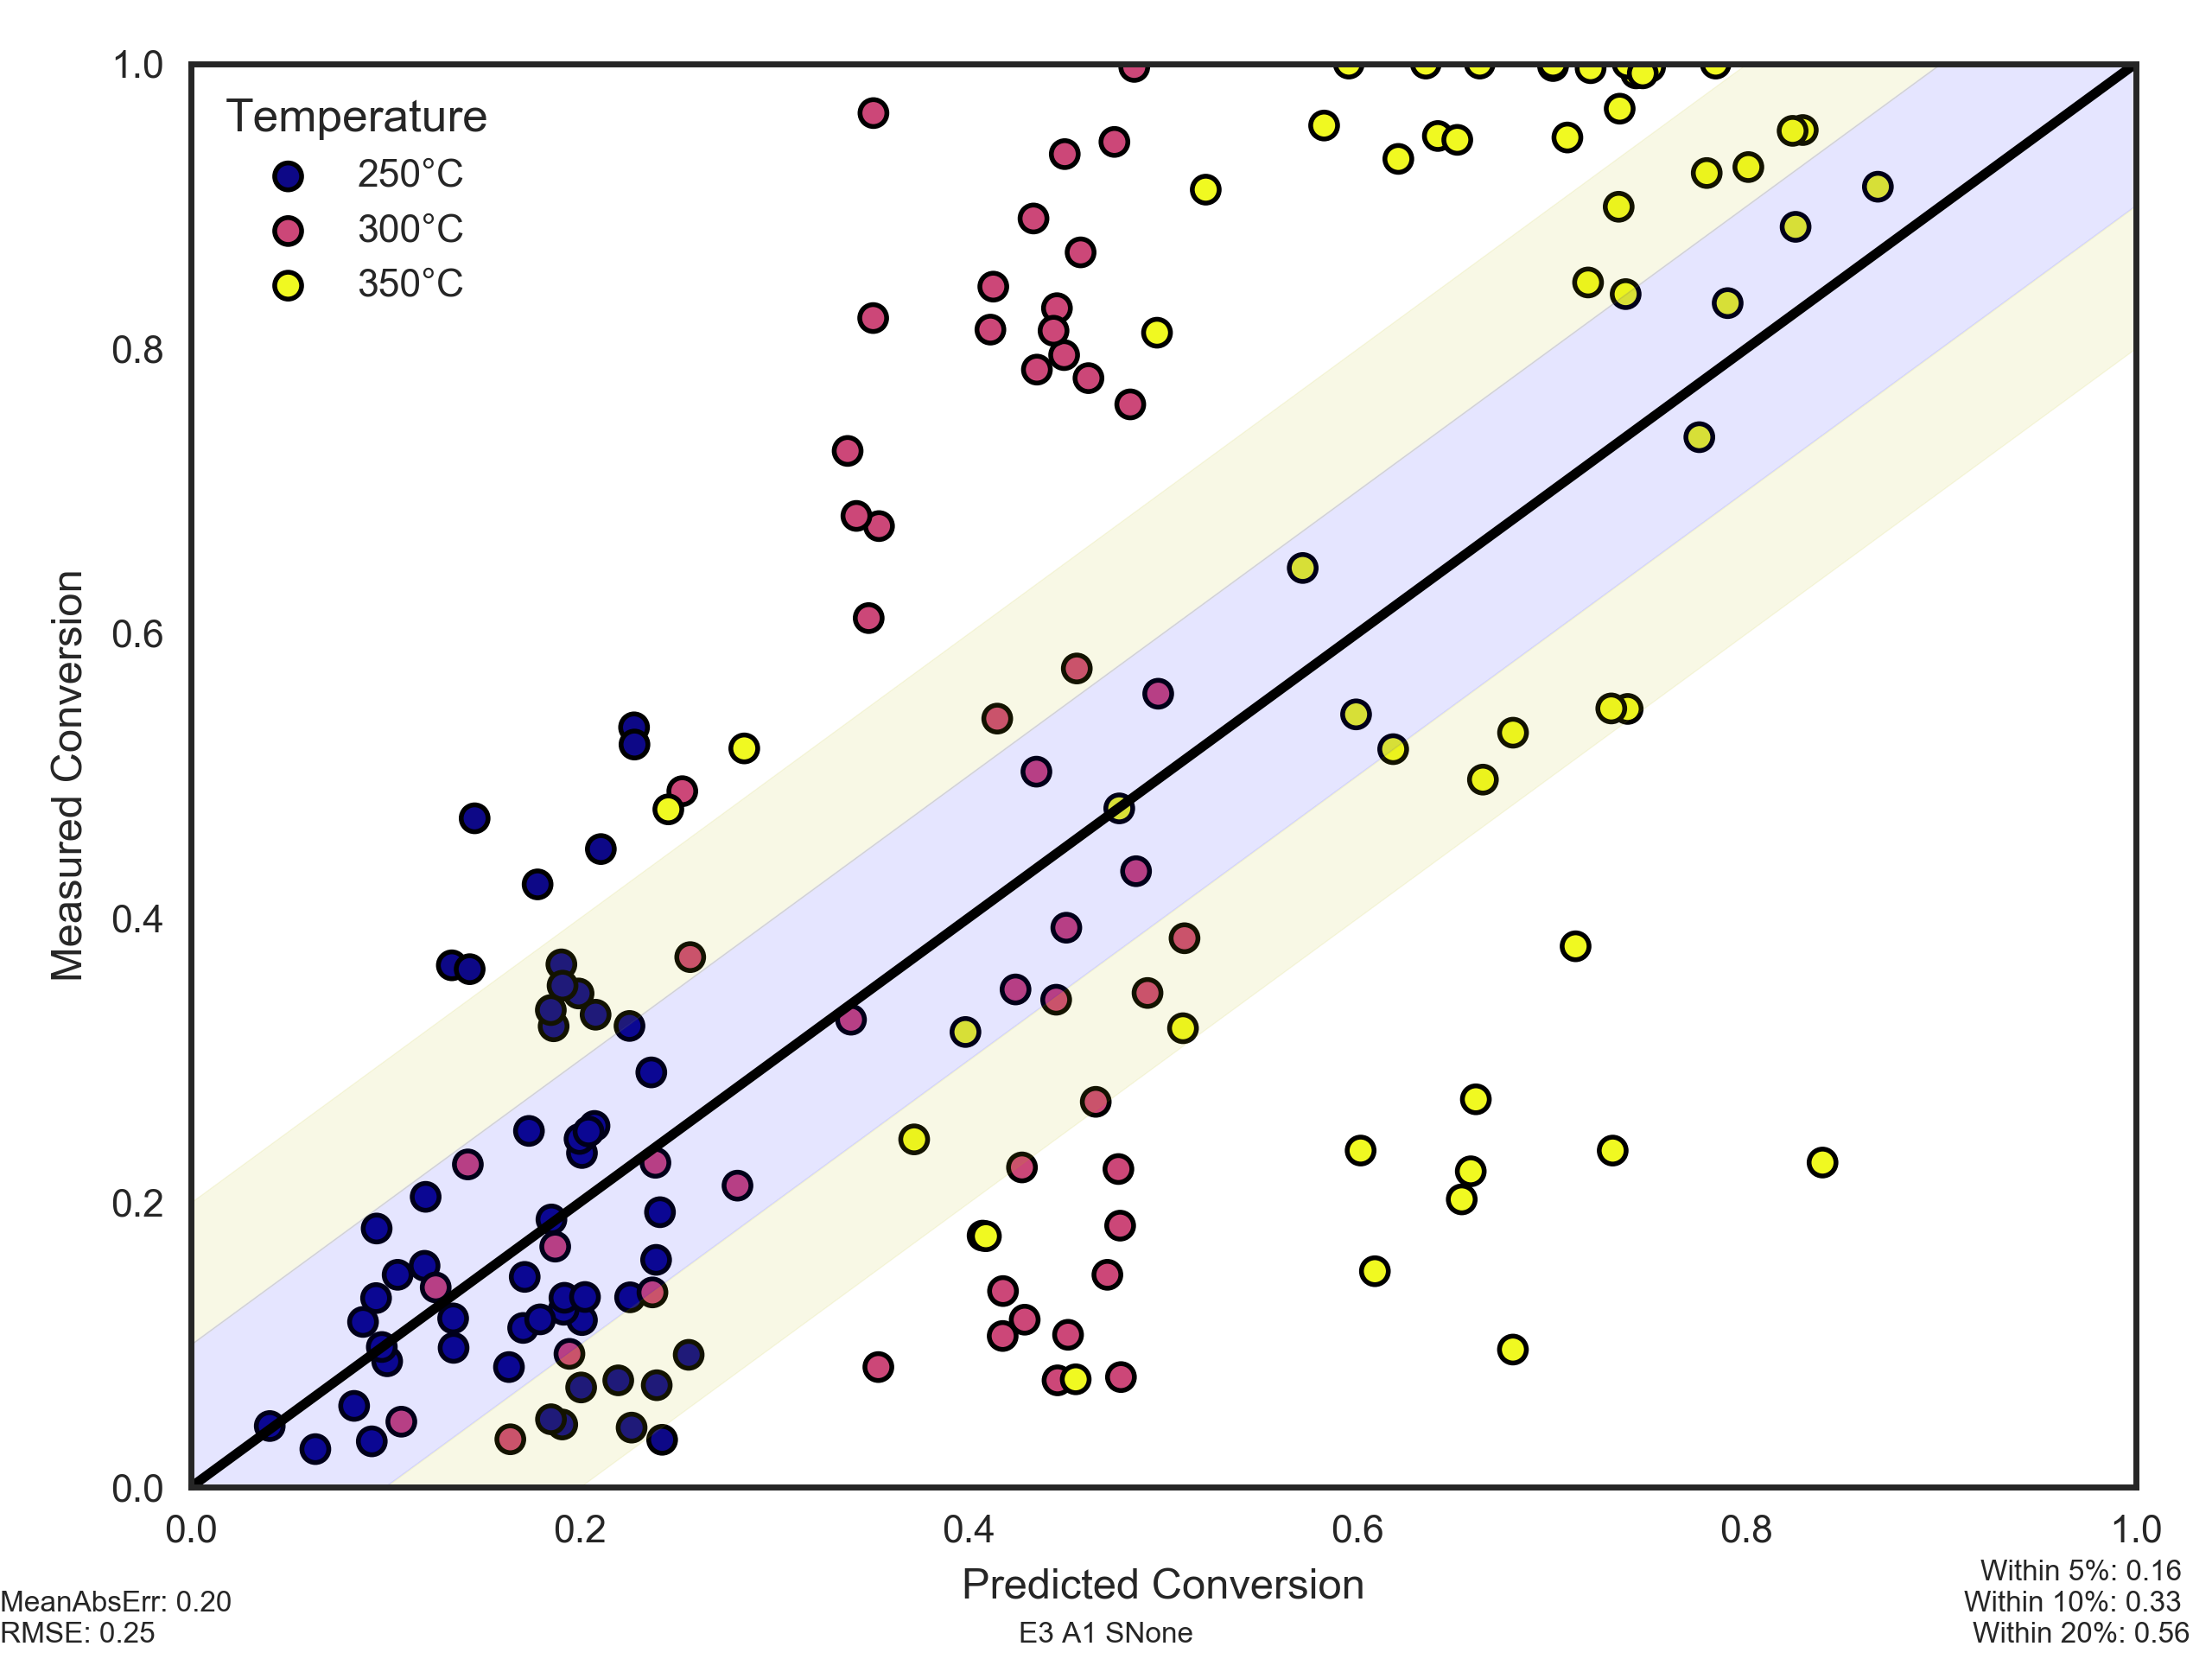 1.0
0.8
0.6
0.4
0.2
0.0
Measured Conversion
Temperature
250°C
300°C
350°C
0.0 0.2 0.4 0.6 0.8 1.0
Predicted Conversion
E3 A1 SNone
MeanAbsErr: 0.20
RMSE: 0.25
Within 5%: 0.16
Within 10%: 0.33
Within 20%: 0.56